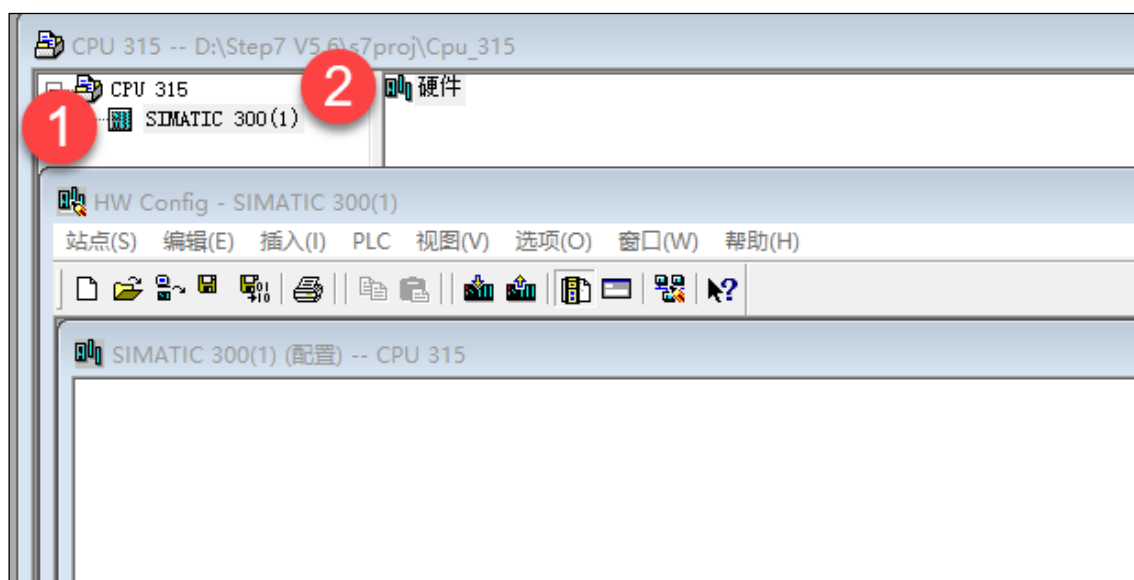 CPU 315 -- D:\Step7 V5.6\s7proj\Cpu_315
CPU 315
2
硬件
1
SIMATIC 300(1)
HW Config - SIMATIC 300(1)
站点(S) 编辑(E) 插入(I) PLC 视图(V) 选项(O) 窗口(W) 帮助(H)
SIMATIC 300(1) (配置) -- CPU 315